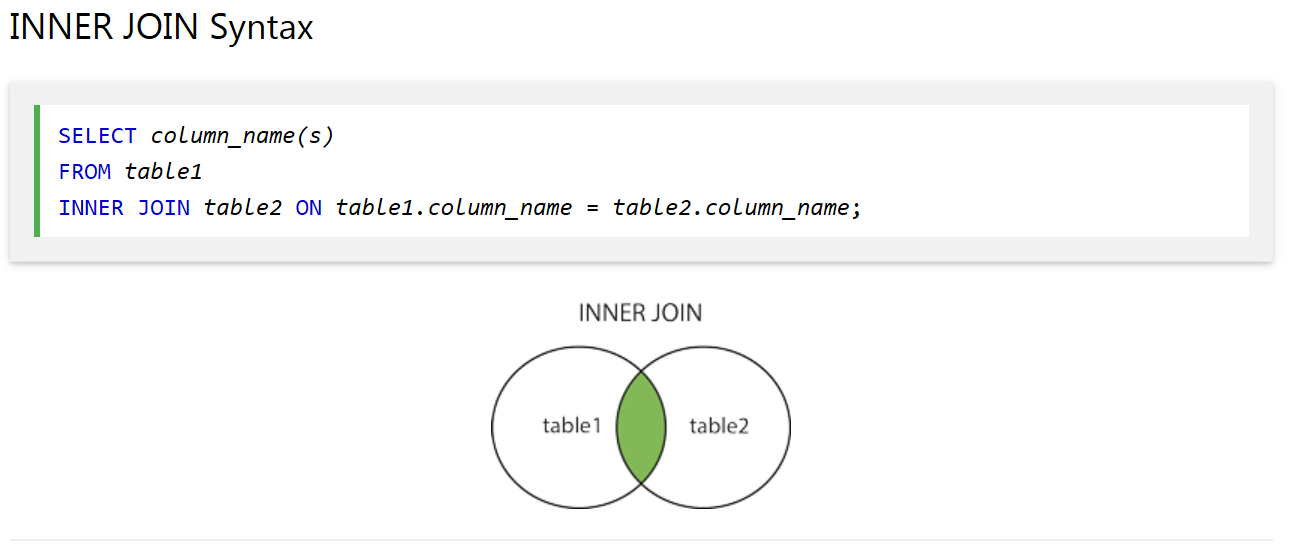 INNER JOIN Syntax
SELECT column_name(s)
FROM table1
INNER JOIN table2 ON table1.column_name = table2.column_name;
INNER JOIN
table1
table2